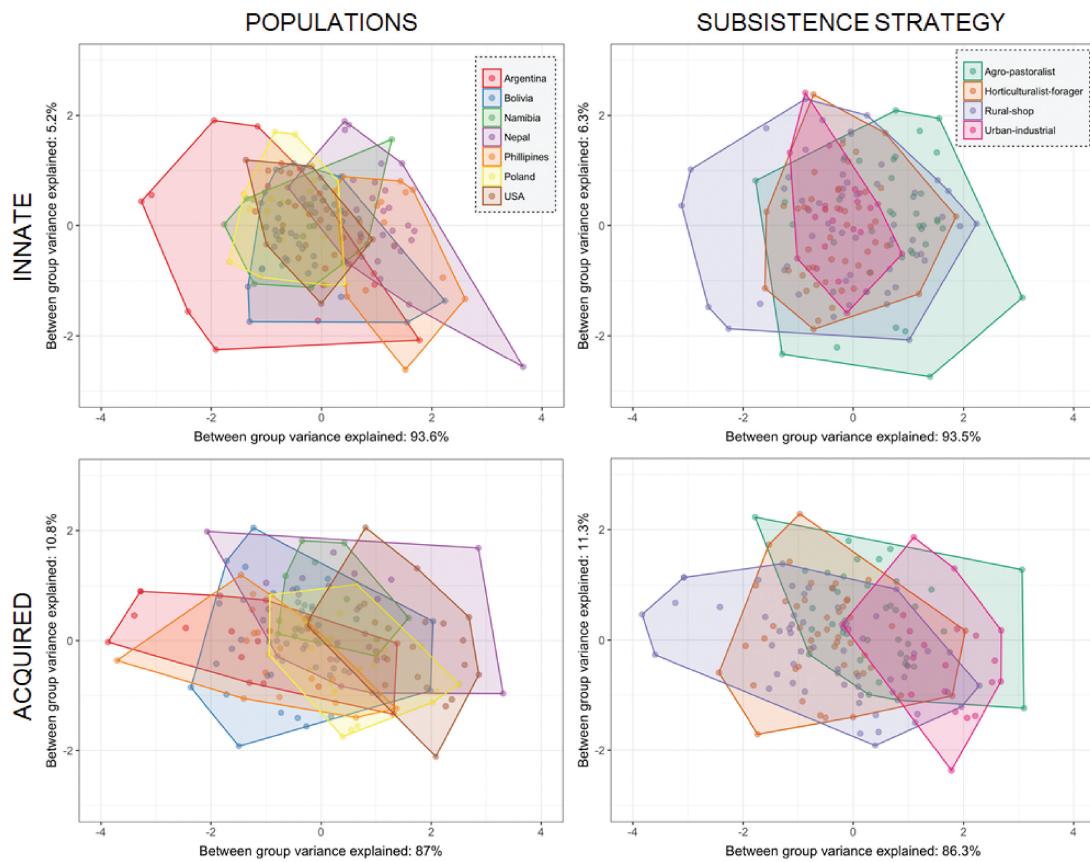 POPULATIONS
SUBSISTENCE STRATEGY
INNATE
Between group variance explained: 5.2%
2
0
-2
-4
-2
0
2
4
Between group variance explained: 93.6%
Argentina
Bolivia
Namibia
Nepal
Phillipines
Poland
USA
Between group variance explained: 6.3%
2
0
-2
-4
-2
0
2
4
Between group variance explained: 93.5%
Agro-pastoralist
Horticulturalist-forager
Rural-shop
Urban-industrial
ACQUIRED
Between group variance explained: 10.8%
2
0
-2
-4
-2
0
2
4
Between group variance explained: 87%
Between group variance explained: 11.3%
2
0
-2
-4
-2
0
2
4
Between group variance explained: 86.3%